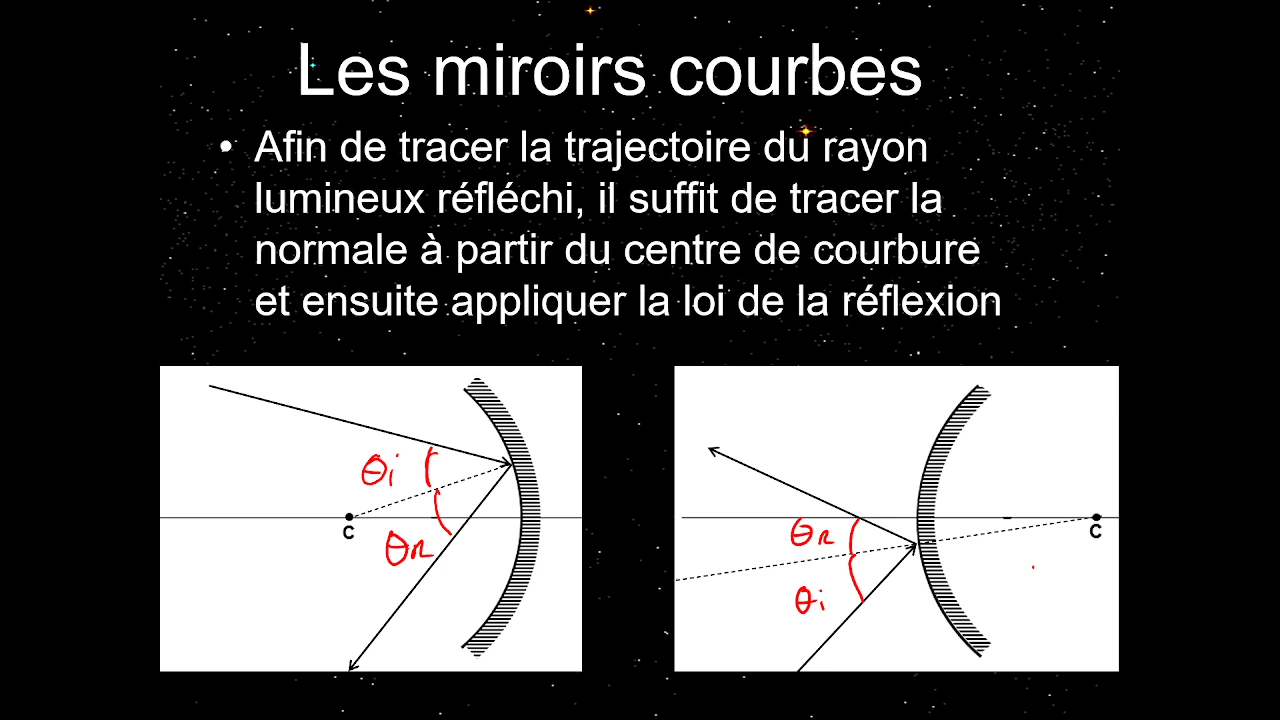 Les miroirs courbes
• Afin de tracer la trajectoire du rayon
lumineux réfléchi, il suffit de tracer la
normale à partir du centre de courbure
et ensuite appliquer la loi de la réflexion
θi
C
θr
θr
C
θi